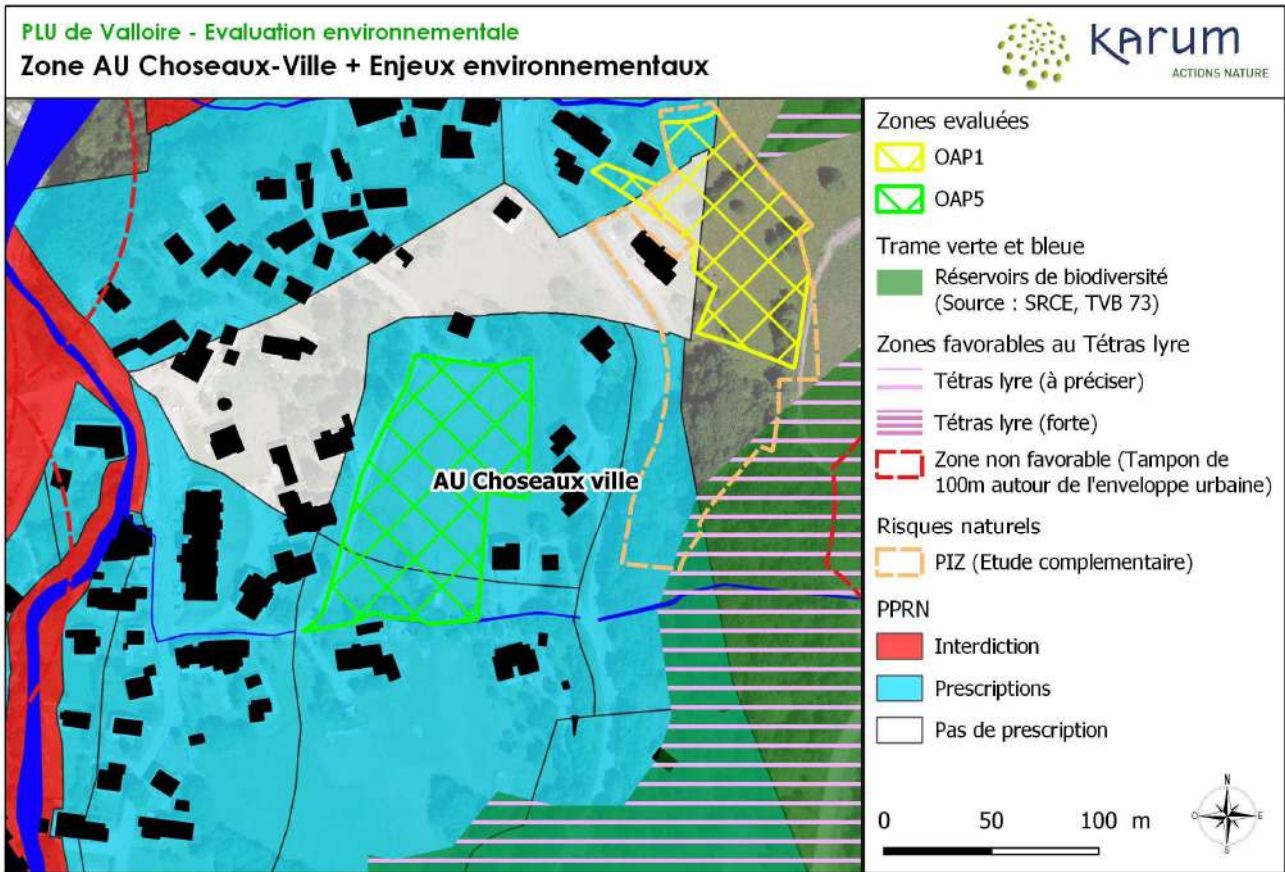 PLU de Valloire - Evaluation environnementale
Zone AU Choseaux-Ville + Enjeux environnementaux
Karum
ACTIONS NATURE
AU Choseaux ville
Zones evaluées
OAP1
OAP5
Trame verte et bleue
Réservoirs de biodiversité
(Source : SRCE, TVB 73)
Zones favorables au Tétras lyre
Tétras lyre (à préciser)
Tétras lyre (forte)
Zone non favorable (Tampon de
100m autour de l'enveloppe urbaine)
Risques naturels
PIZ (Etude complementaire)
PPRN
Interdiction
Prescriptions
Pas de prescription
0 50 100 m
N
O E
S